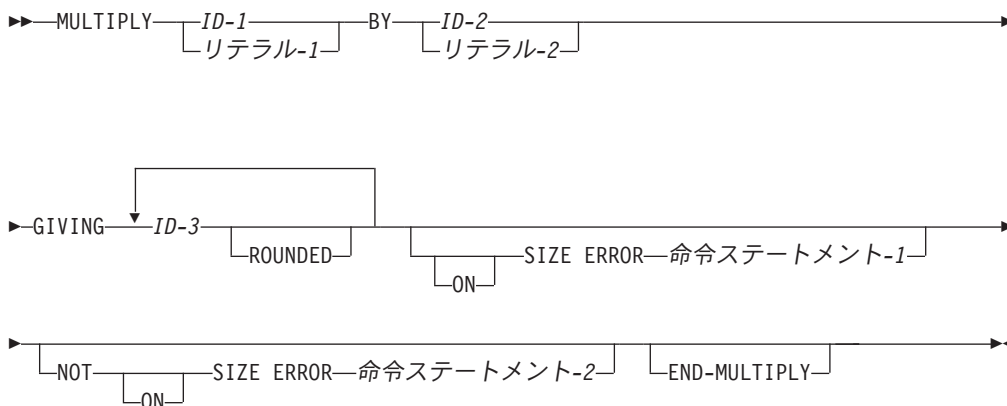 MULTIPLY ID-1 BY ID-2
リテラル-1 リテラル-2
GIVING ID-3
ROUNDED SIZE ERROR 命令ステートメント-1
ON
NOT SIZE ERROR 命令ステートメント-2 END-MULTIPLY
ON